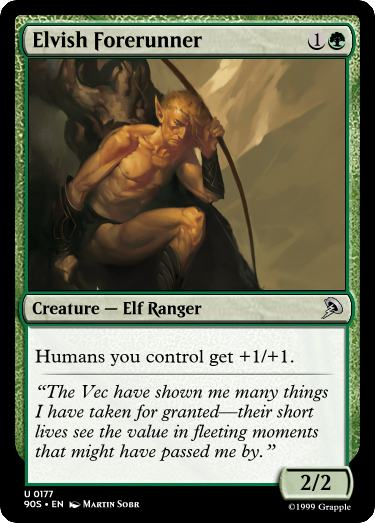 Elvish Forerunner 1
Creature — Elf Ranger
Humans you control get +1/+1.
“The Vec have shown me many things
I have taken for granted—their short
lives see the value in fleeting moments
that might have passed me by.”
2/2
U 0177
90S • EN Martin Sobr
©1999 Grapple